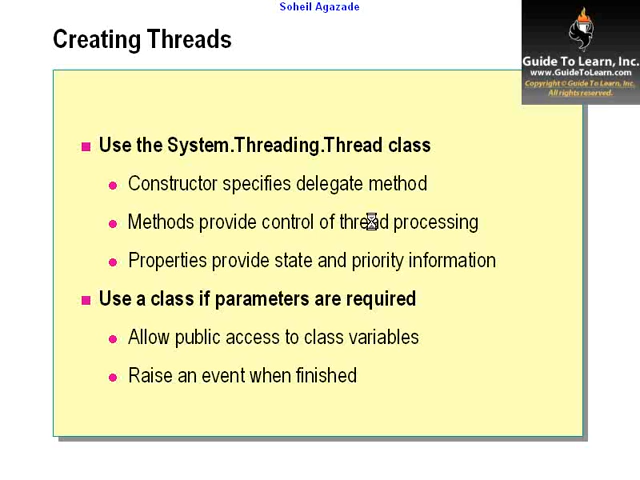 Soheil Agazade
Creating Threads
Guide To Learn, Inc.
www.GuideToLearn.com
Copyright © Guide To Learn, Inc.
All rights reserved.
Use the System.Threading.Thread class
Constructor specifies delegate method
Methods provide control of thread processing
Properties provide state and priority information
Use a class if parameters are required
Allow public access to class variables
Raise an event when finished